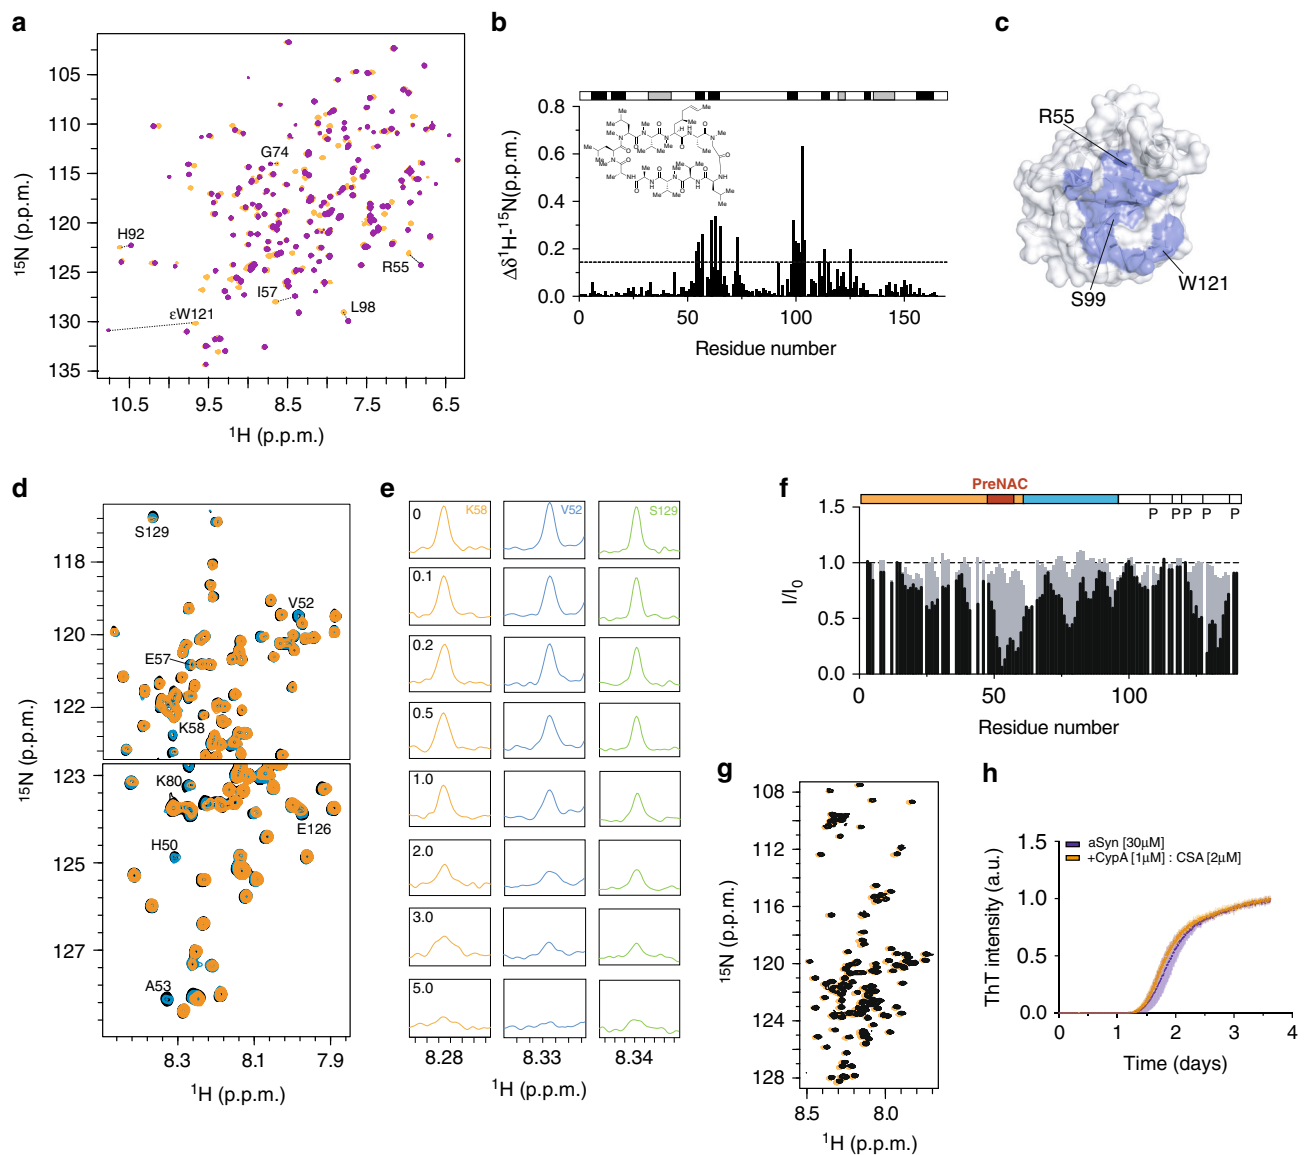 a
105
110
115
120
125
130
135
15N (p.p.m.)
G74
H92
R55
I57
L98
εW121
10.5 9.5 8.5 7.5 6.5
1H (p.p.m.)
b
0.8
0.6
0.4
0.2
0.0
Δδ1H-15N(p.p.m.)
0 50 100 150
Residue number
c
R55
S99
W121
d
S129
118
V52
120
E57
122
K58
123
K80
E126
H50
125
127
A53
15N (p.p.m.)
8.3 8.1 7.9
1H (p.p.m.)
e
0 K58 V52 S129
0.1
0.2
0.5
1.0
2.0
3.0
5.0
8.28 8.33 8.34
1H (p.p.m.)
f
PreNAC
P P P P P
1.5
1.0
0.5
0.0
I/I0
0 50 100
Residue number
g
108
112
116
120
124
128
15N (p.p.m.)
8.5 8.0
1H (p.p.m.)
h
1.5
1.0
0.5
0.0
ThT intensity (a.u.)
aSyn [30μM]
+CypA [1μM] : CSA [2μM]
0 1 2 3 4
Time (days)